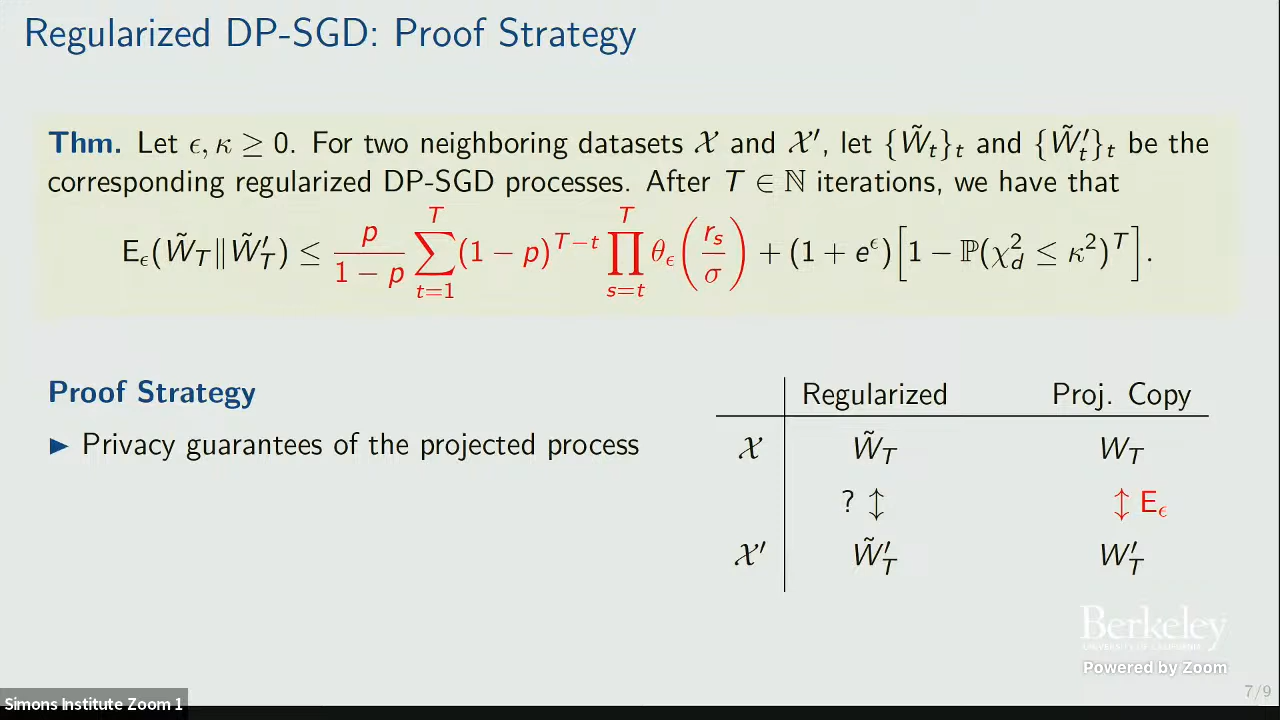 Regularized DP-SGD: Proof Strategy
Thm. Let ϵ, κ ≥ 0. For two neighboring datasets 𝒳 and 𝒳′, let {W̃_t}_t and {W̃′_t}_t be the
corresponding regularized DP-SGD processes. After T ∈ ℕ iterations, we have that
E_ϵ(W̃_T‖W̃′_T) ≤ p/(1 − p) ∑_{t=1}^{T} (1 − p)^{T−t} ∏_{s=t}^{T} θ_ϵ(r_s/σ) + (1 + e^ϵ)[1 − ℙ(χ²_d ≤ κ²)^T].
Proof Strategy
▶ Privacy guarantees of the projected process
Regularized Proj. Copy
𝒳 W̃_T W_T
? ↕ ↕ E_ϵ
𝒳′ W̃′_T W′_T
Berkeley
UNIVERSITY OF CALIFORNIA
Powered by Zoom
7/9
Simons Institute Zoom 1